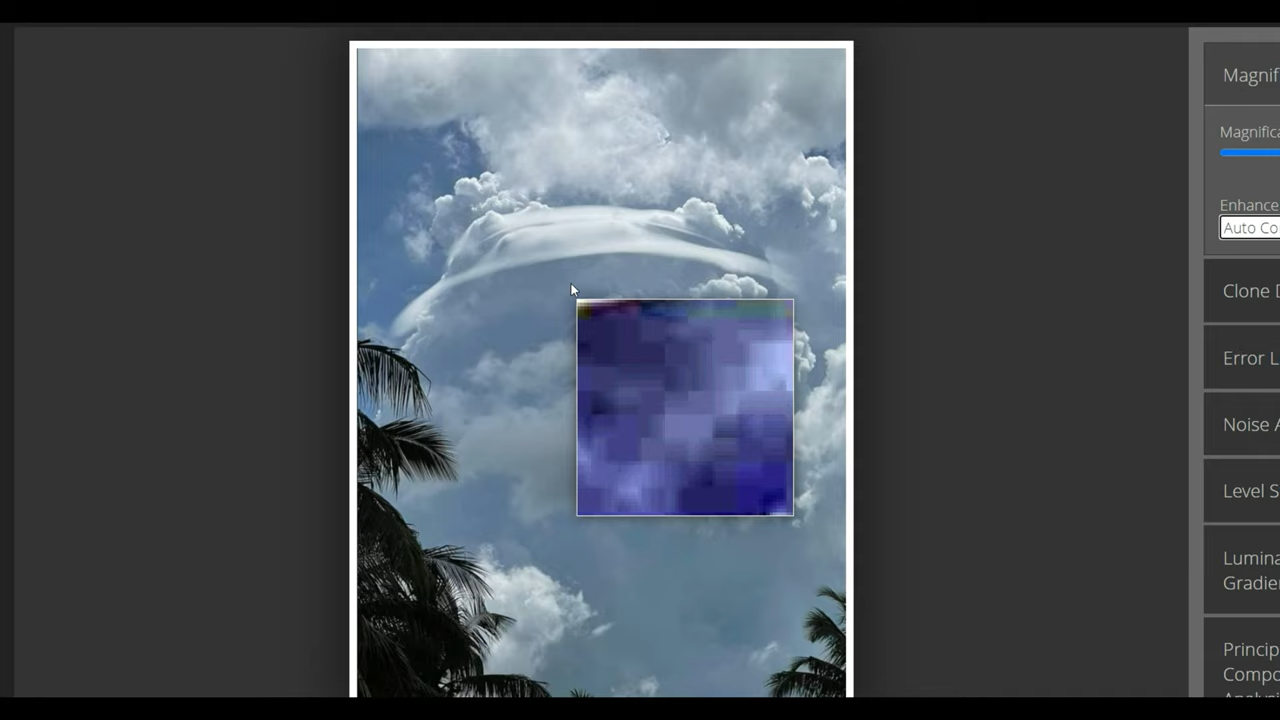 Magnif
Magnifica
Enhance
Auto Co
Clone D
Error L
Noise A
Level S
Lumina
Gradie
Princip
Compo